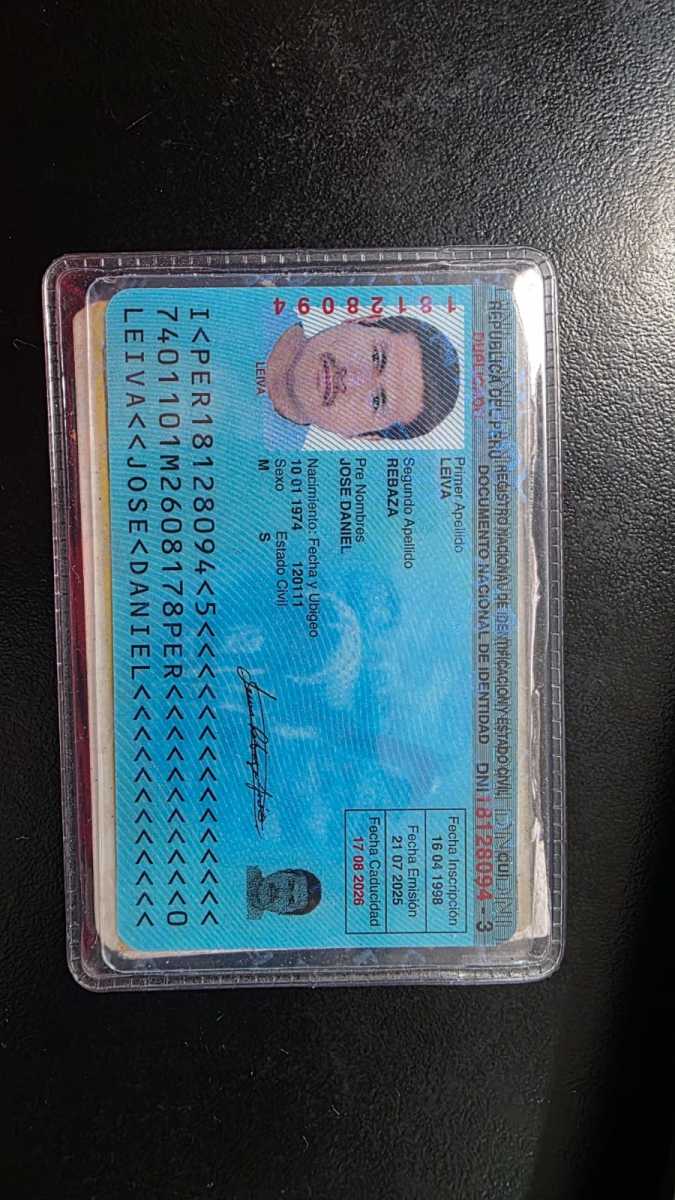 REPUBLICA DEL PERU REGISTRO NACIONAL DE IDENTIFICACION Y ESTADO CIVIL
DOCUMENTO NACIONAL DE IDENTIDAD DNI 18128094 - 3
CUI
Primer Apellido
LEIVA
Segundo Apellido
REBAZA
Pre Nombres
JOSE DANIEL
Nacimiento: Fecha y Ubigeo
10 01 1974 120111
Sexo Estado Civil
M S
Fecha Inscripción
16 04 1998
Fecha Emisión
21 07 2025
Fecha Caducidad
17 08 2026
18128094
LEIVA
I<PER18128094<5<<<<<<<<<<<<<<<
7401101M2608178PER<<<<<<<<<<<0
LEIVA<<JOSE<DANIEL<<<<<<<<<<<<